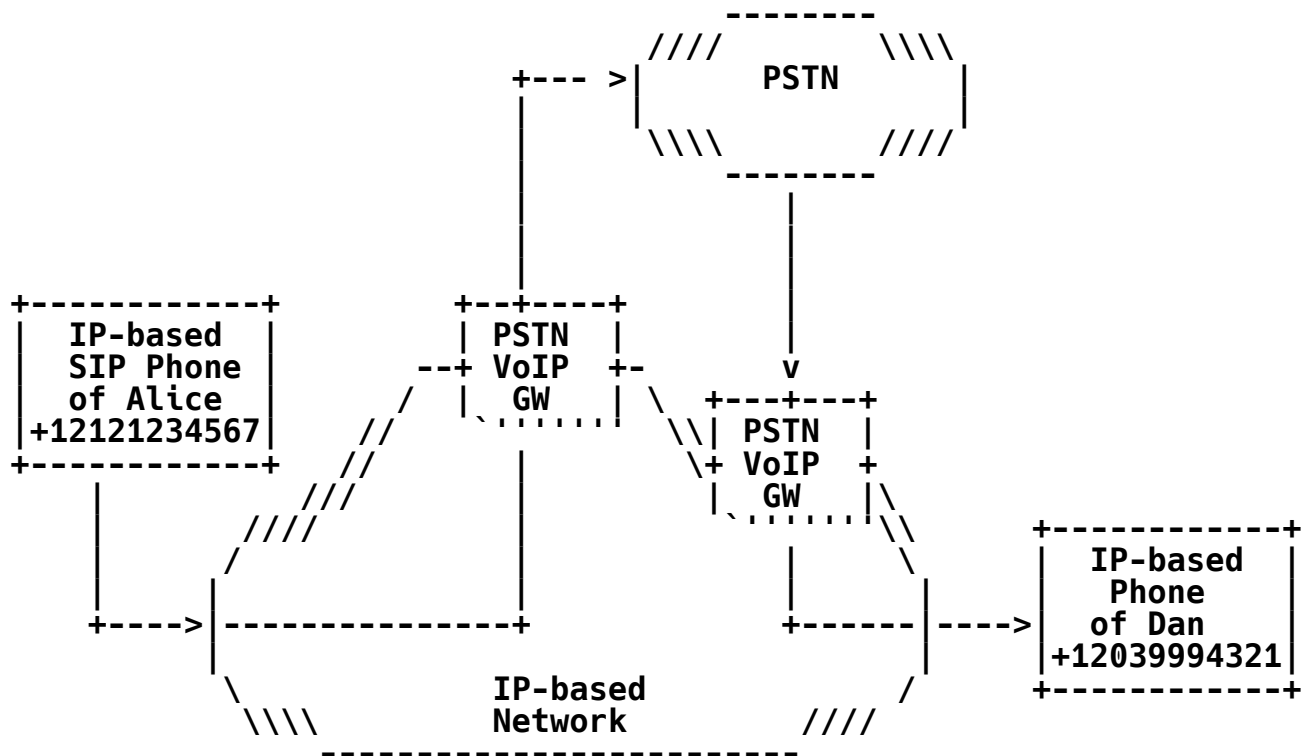 PSTN
IP-based
SIP Phone
of Alice
+12121234567
PSTN
VoIP
GW
PSTN
VoIP
GW
IP-based
Phone
of Dan
+12039994321
IP-based
Network